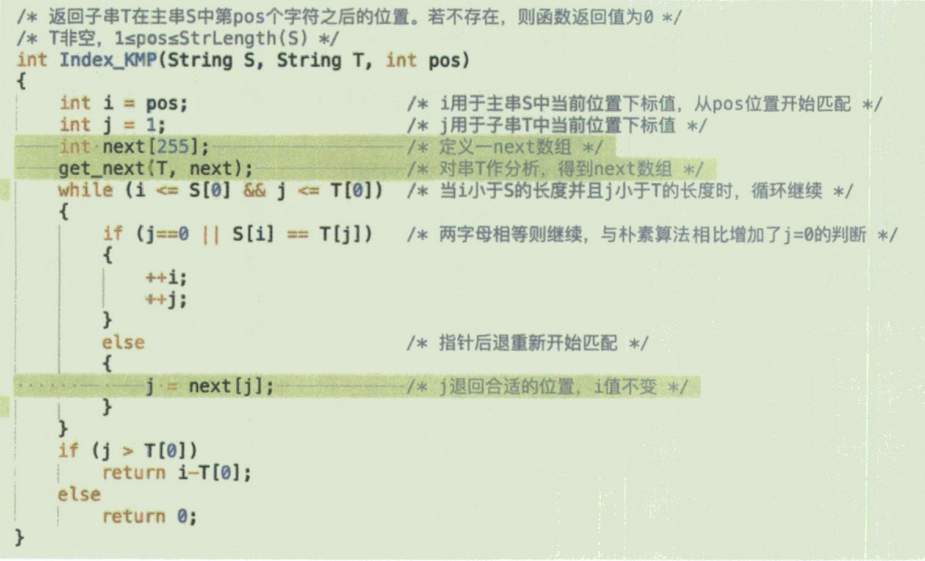 /* 返回子串T在主串S中第pos个字符之后的位置。若不存在，则函数返回值为0 */
/* T非空，1≤pos≤StrLength(S) */
int Index_KMP(String S, String T, int pos)
{
    int i = pos;                    /* i用于主串S中当前位置下标值，从pos位置开始匹配 */
    int j = 1;                      /* j用于子串T中当前位置下标值 */
    int next[255];                  /* 定义一next数组 */
    get_next(T, next);              /* 对串T作分析，得到next数组 */
    while (i <= S[0] && j <= T[0])  /* 当i小于S的长度并且j小于T的长度时，循环继续 */
    {
        if (j==0 || S[i] == T[j])   /* 两字母相等则继续，与朴素算法相比增加了j=0的判断 */
        {
            ++i;
            ++j;
        }
        else                        /* 指针后退重新开始匹配 */
        {
            j = next[j];            /* j退回合适的位置，i值不变 */
        }
    }
    if (j > T[0])
        return i-T[0];
    else
        return 0;
}